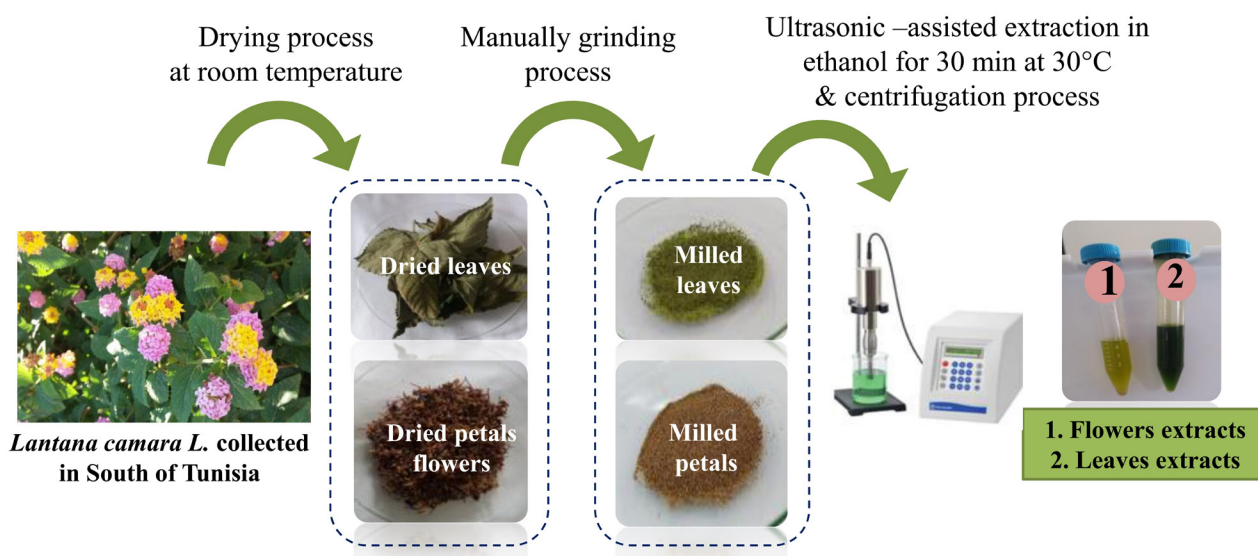 Drying process
at room temperature
Manually grinding
process
Ultrasonic –assisted extraction in
ethanol for 30 min at 30°C
& centrifugation process
Dried leaves
Milled
leaves
Dried petals
flowers
Milled
petals
1
2
Lantana camara L. collected
in South of Tunisia
1. Flowers extracts
2. Leaves extracts